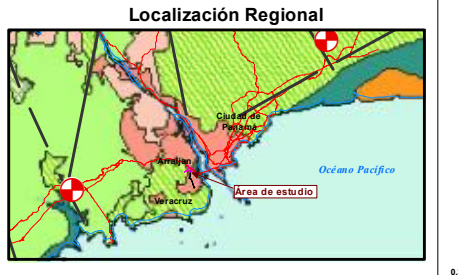 Localización Regional
Ciudad de
Panamá
Océano Pacífico
Arraiján
Área de estudio
Veracruz
0.